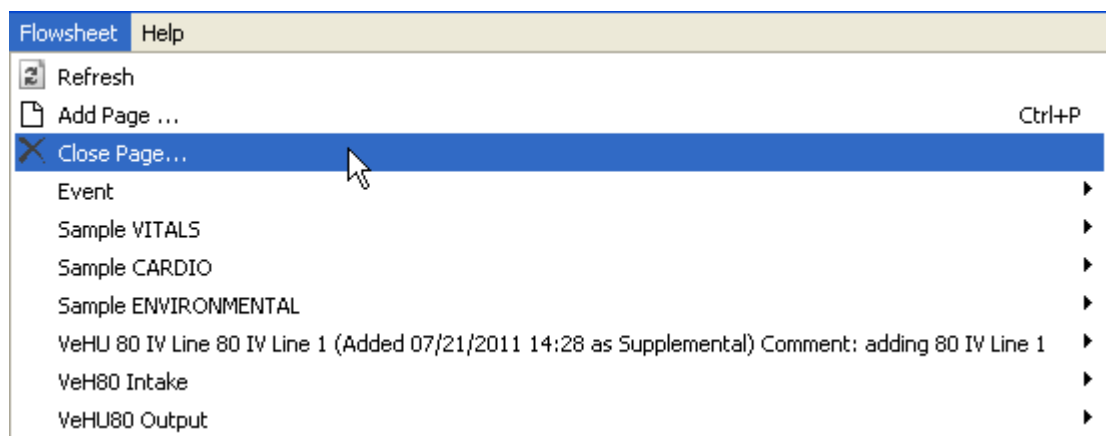 Flowsheet Help
Refresh
Add Page ... Ctrl+P
Close Page...
Event
Sample VITALS
Sample CARDIO
Sample ENVIRONMENTAL
VeHU 80 IV Line 80 IV Line 1 (Added 07/21/2011 14:28 as Supplemental) Comment: adding 80 IV Line 1
VeH80 Intake
VeHU80 Output